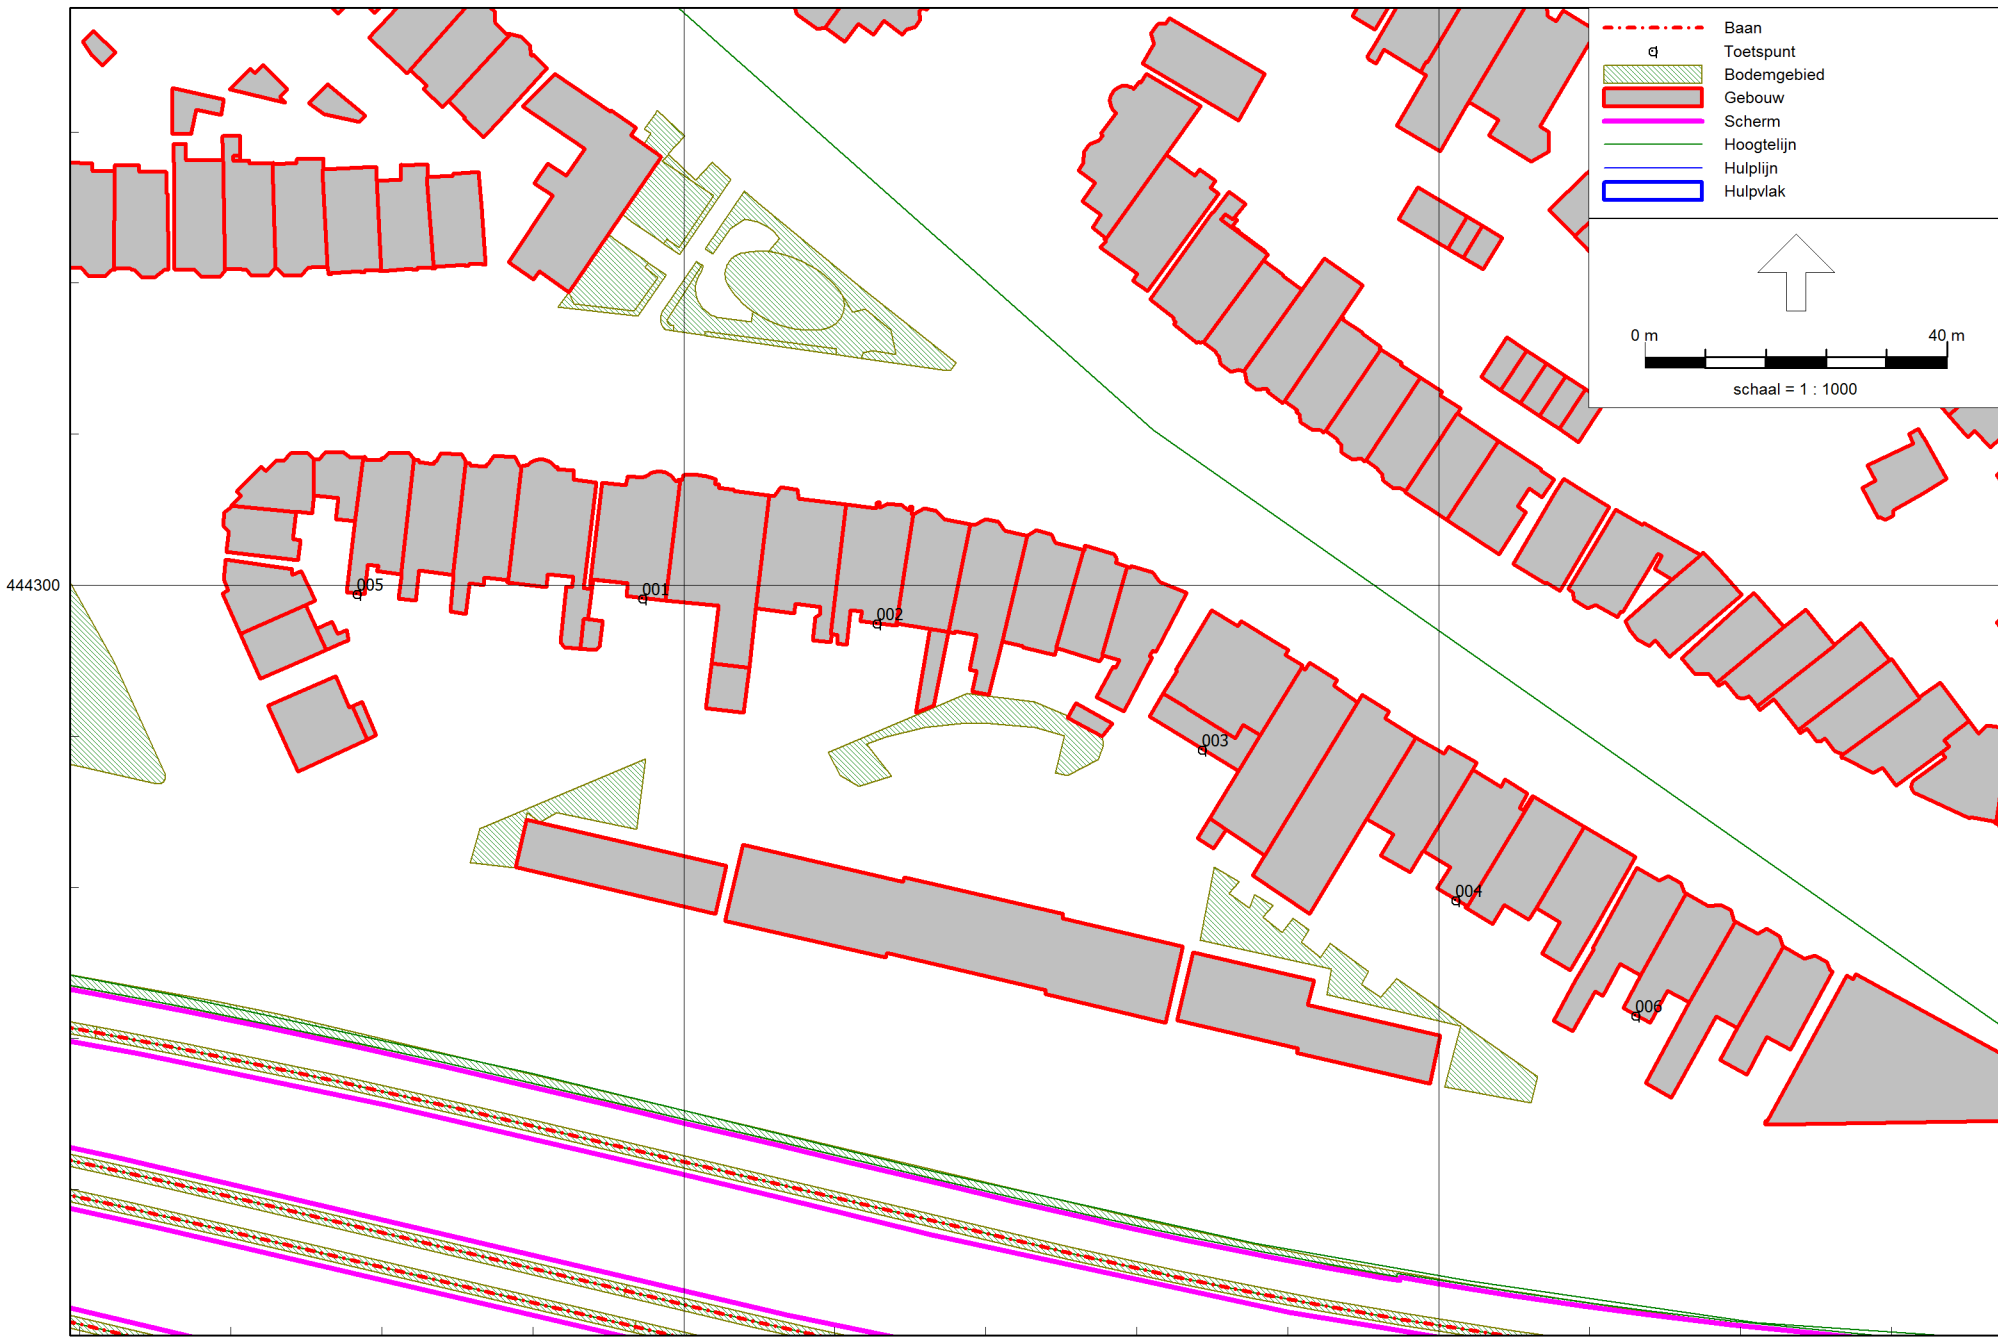 Baan
Toetspunt
Bodemgebied
Gebouw
Scherm
Hoogtelijn
Hulplijn
Hulpvlak
0 m 40 m
schaal = 1 : 1000
444300
005
001
002
003
004
006